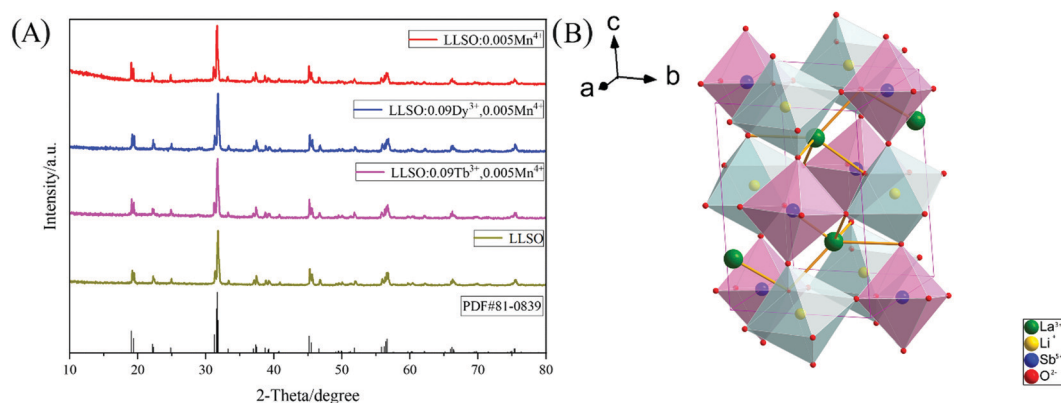 (A)
LLSO:0.005Mn⁴⁺
LLSO:0.09Dy³⁺,0.005Mn⁴⁺
LLSO:0.09Tb³⁺,0.005Mn⁴⁺
LLSO
PDF#81-0839
Intensity/a.u.
10 20 30 40 50 60 70 80
2-Theta/degree
(B)
c
b
a
La³⁺
Li⁺
Sb⁵⁺
O²⁻